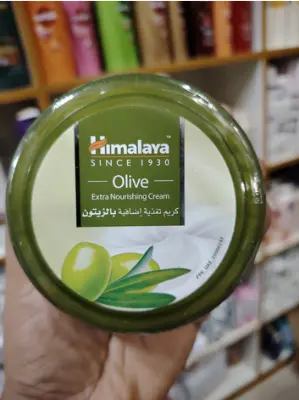 Himalaya
SINCE 1930
Olive
Extra Nourishing Cream
كريم تغذية إضافية بالزيتون